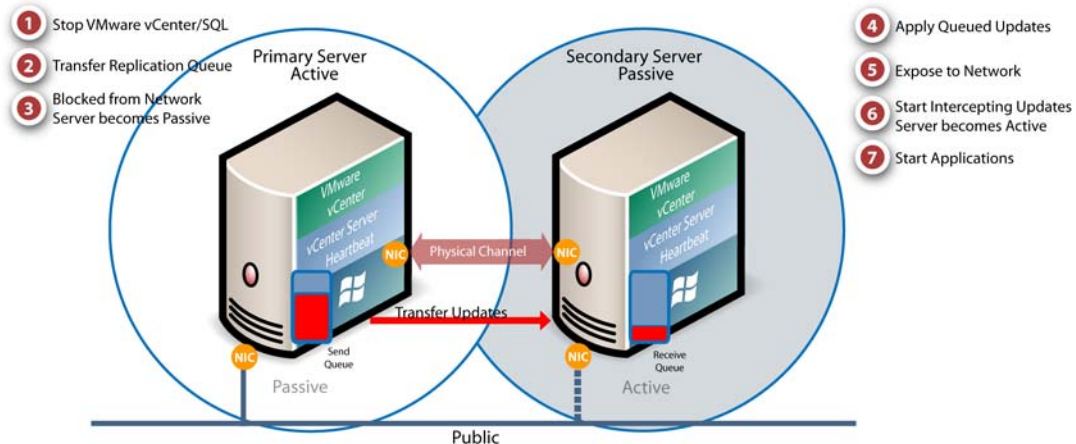 1 Stop VMware vCenter/SQL
2 Transfer Replication Queue
3 Blocked from Network
Server becomes Passive
Primary Server
Active
Secondary Server
Passive
4 Apply Queued Updates
5 Expose to Network
6 Start Intercepting Updates
Server becomes Active
7 Start Applications
VMware
vCenter
vCenter Server
Heartbeat
NIC
Physical Channel
NIC
VMware
vCenter
vCenter Server
Heartbeat
Transfer Updates
NIC
Send
Queue
NIC
Receive
Queue
Passive
Active
Public